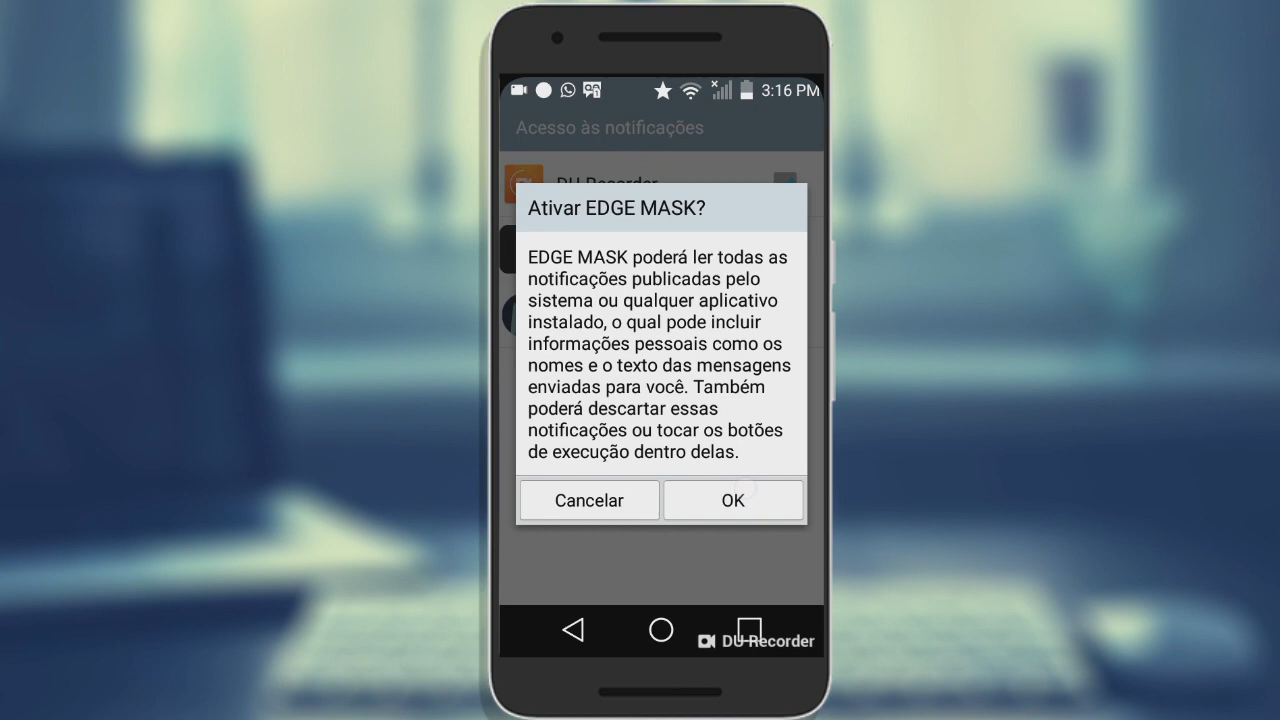 3:16 PM
Acesso às notificações
DU Recorder
Ativar EDGE MASK?
EDGE MASK poderá ler todas as
notificações publicadas pelo
sistema ou qualquer aplicativo
instalado, o qual pode incluir
informações pessoais como os
nomes e o texto das mensagens
enviadas para você. Também
poderá descartar essas
notificações ou tocar os botões
de execução dentro delas.
Cancelar OK
DU Recorder